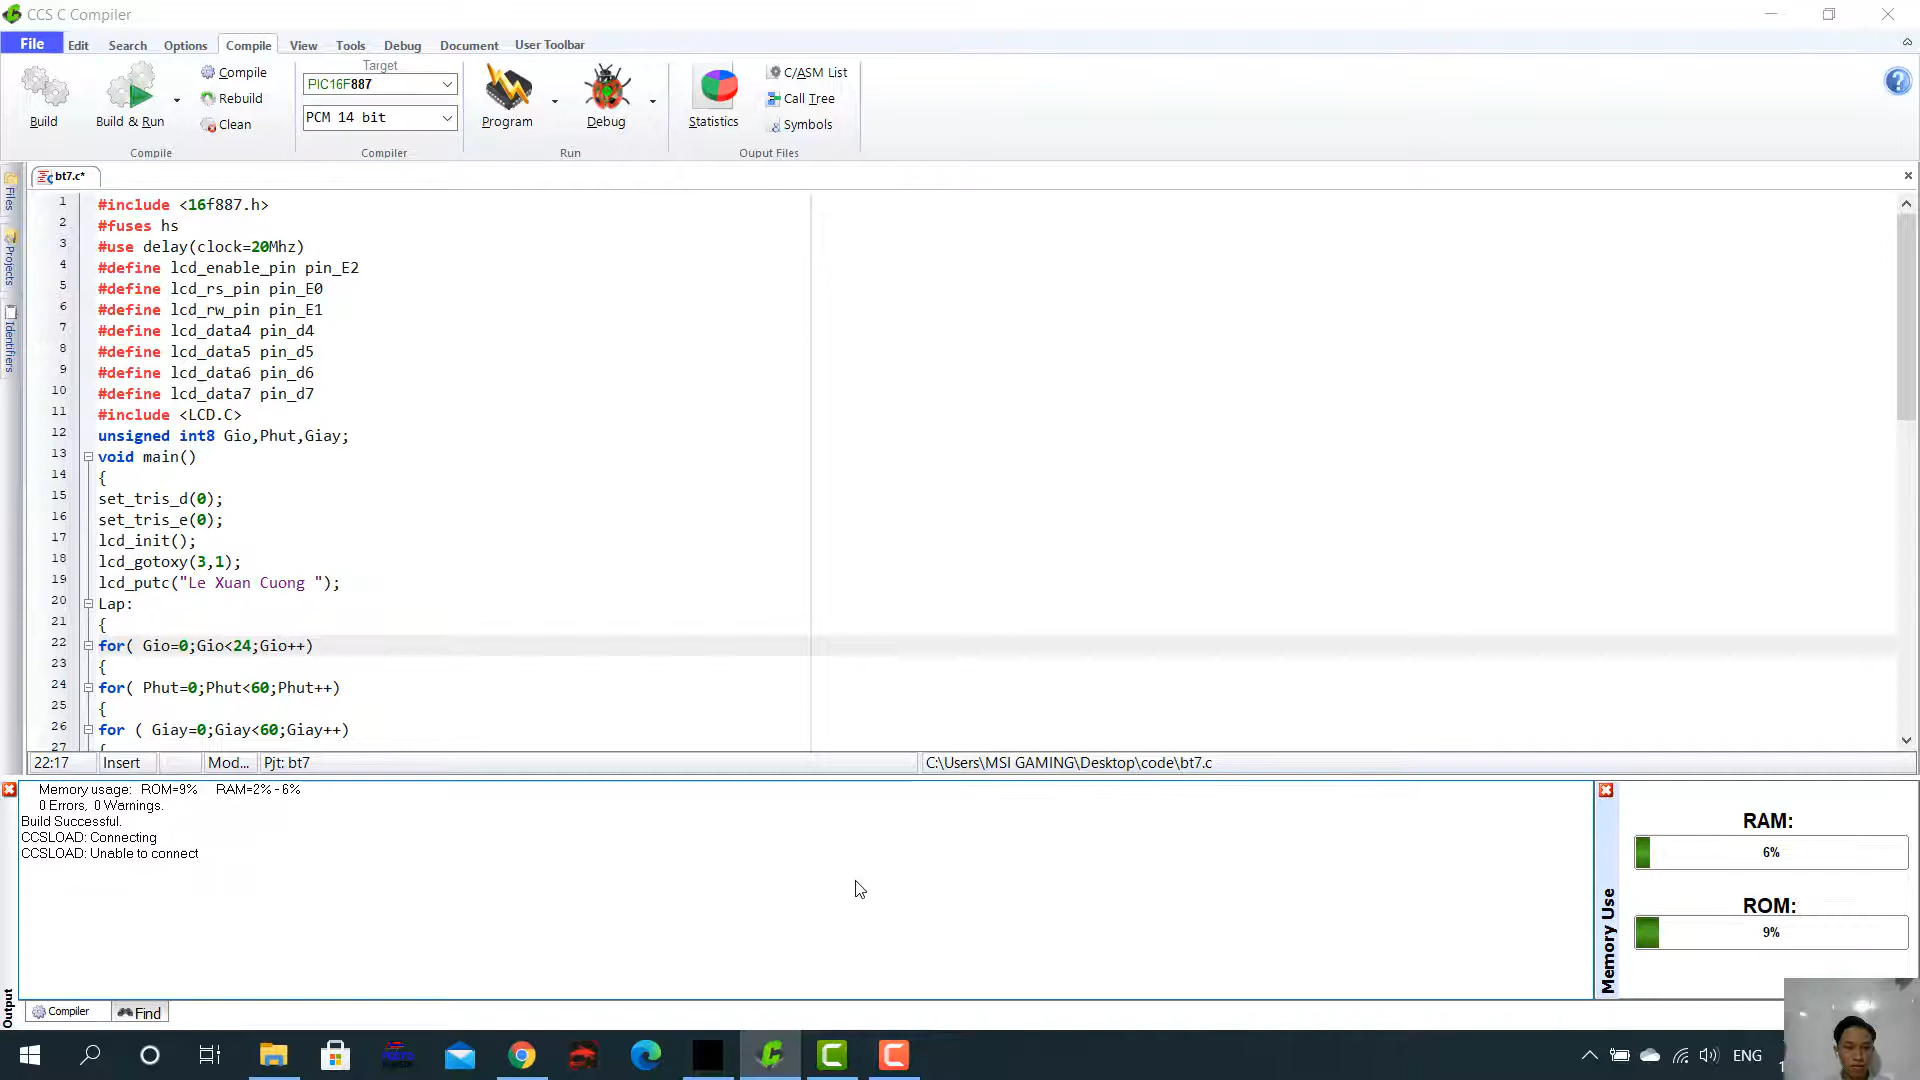 CCS C Compiler
File Edit Search Options Compile View Tools Debug Document User Toolbar
Build
Build & Run
Compile
Rebuild
Clean
Compile
Target
PIC16F887
PCM 14 bit
Compiler
Program
Debug
Run
Statistics
C/ASM List
Call Tree
Symbols
Ouput Files
Files
Projects
Identifiers
bt7.c*
1 #include <16f887.h>
2 #fuses hs
3 #use delay(clock=20Mhz)
4 #define lcd_enable_pin pin_E2
5 #define lcd_rs_pin pin_E0
6 #define lcd_rw_pin pin_E1
7 #define lcd_data4 pin_d4
8 #define lcd_data5 pin_d5
9 #define lcd_data6 pin_d6
10 #define lcd_data7 pin_d7
11 #include <LCD.C>
12 unsigned int8 Gio,Phut,Giay;
13 void main()
14 {
15 set_tris_d(0);
16 set_tris_e(0);
17 lcd_init();
18 lcd_gotoxy(3,1);
19 lcd_putc("Le Xuan Cuong ");
20 Lap:
21 {
22 for( Gio=0;Gio<24;Gio++)
23 {
24 for( Phut=0;Phut<60;Phut++)
25 {
26 for ( Giay=0;Giay<60;Giay++)
27 {
22:17 Insert Mod... Pjt: bt7 C:\Users\MSI GAMING\Desktop\code\bt7.c
Memory usage: ROM=9% RAM=2% - 6%
0 Errors, 0 Warnings.
Build Successful.
CCSLOAD: Connecting
CCSLOAD: Unable to connect
Output
Compiler Find
Memory Use
RAM:
6%
ROM:
9%
ENG